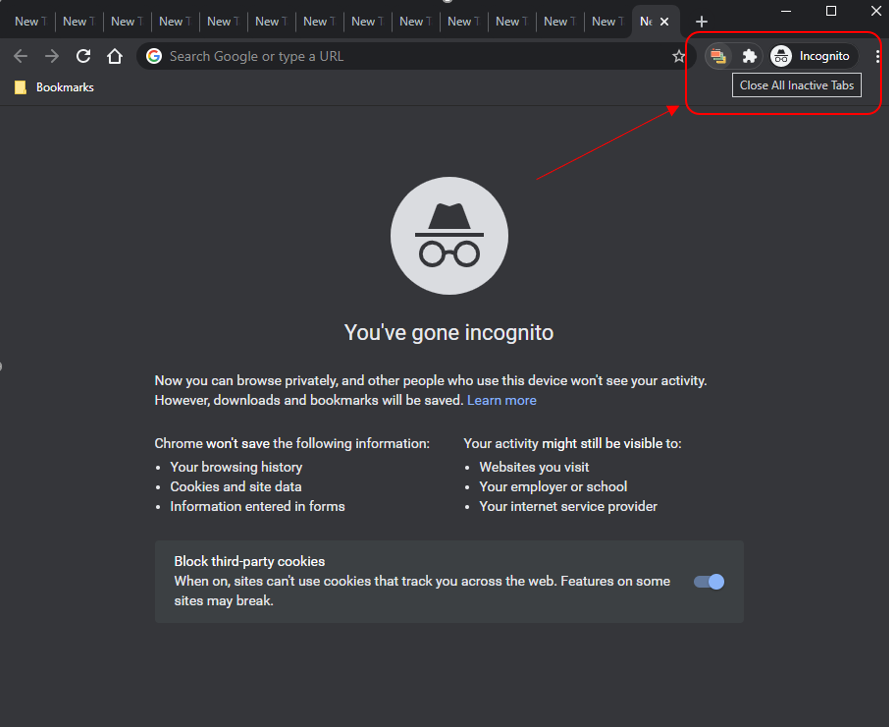 New T New T New T New T New T New T New T New T New T New T New T New T New T Ne
Search Google or type a URL
Incognito
Bookmarks
Close All Inactive Tabs
You've gone incognito
Now you can browse privately, and other people who use this device won't see your activity.
However, downloads and bookmarks will be saved. Learn more
Chrome won't save the following information:
• Your browsing history
• Cookies and site data
• Information entered in forms
Your activity might still be visible to:
• Websites you visit
• Your employer or school
• Your internet service provider
Block third-party cookies
When on, sites can't use cookies that track you across the web. Features on some
sites may break.